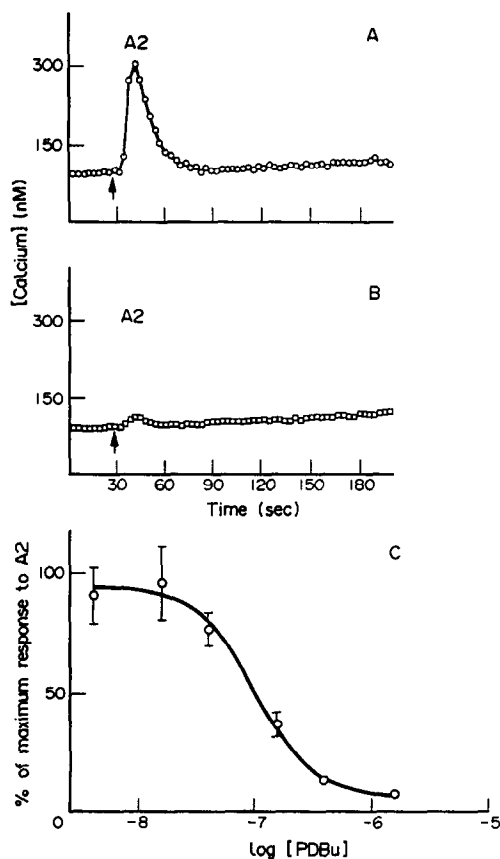 A2
A
300
150
[Calcium] (nM)
A2
B
300
150
30
60
90
120
150
180
Time (sec)
C
100
50
% of maximum response to A2
0
-8
-7
-6
-5
log [PDBu]